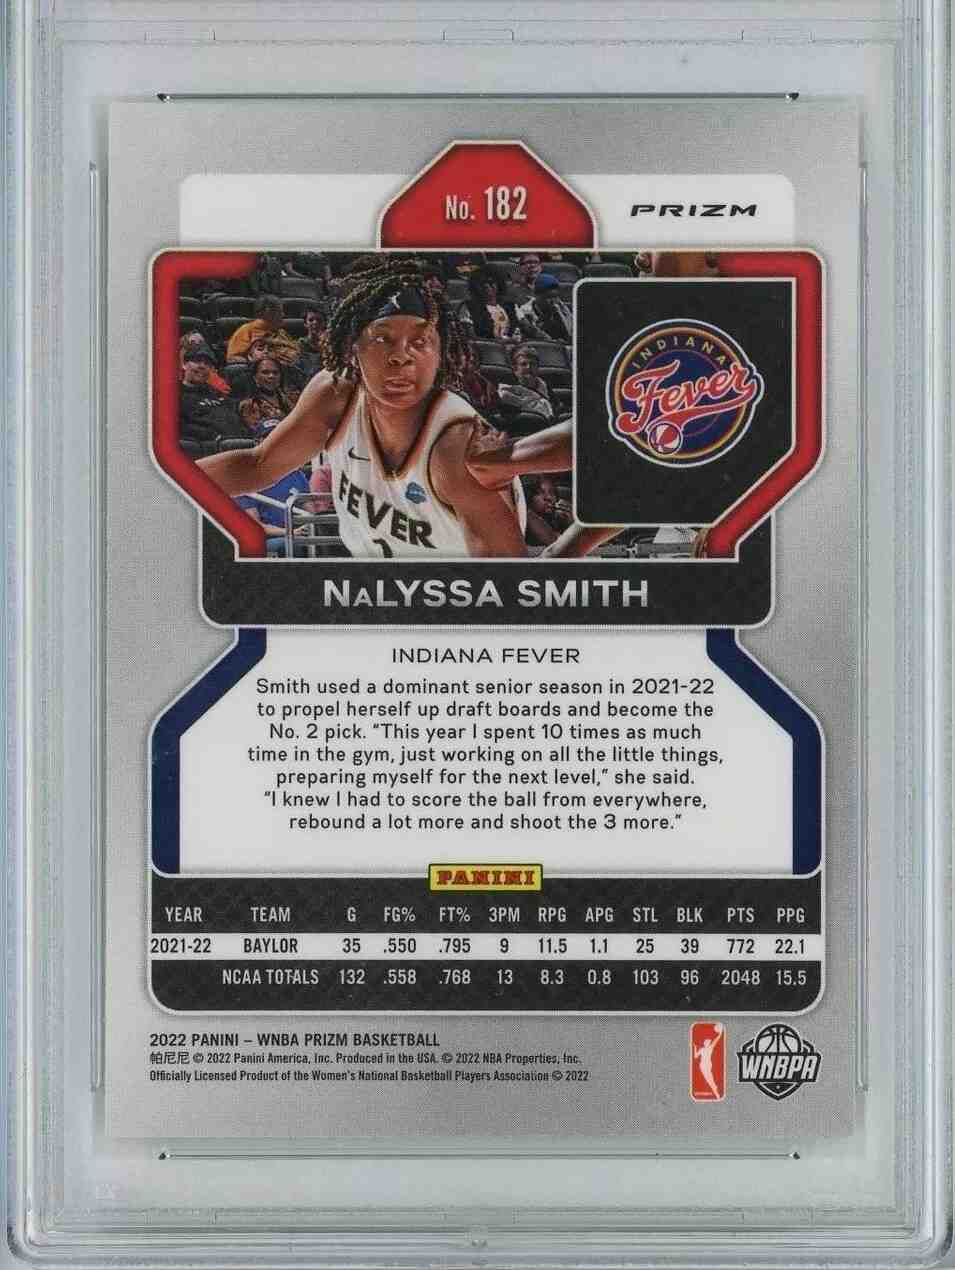 No. 182
PRIZM
INDIANA
Fever
FEVER
NALYSSA SMITH
INDIANA FEVER
Smith used a dominant senior season in 2021-22
to propel herself up draft boards and become the
No. 2 pick. "This year I spent 10 times as much
time in the gym, just working on all the little things,
preparing myself for the next level," she said.
"I knew I had to score the ball from everywhere,
rebound a lot more and shoot the 3 more."
PANINI
YEAR TEAM G FG% FT% 3PM RPG APG STL BLK PTS PPG
2021-22 BAYLOR 35 .550 .795 9 11.5 1.1 25 39 772 22.1
NCAA TOTALS 132 .558 .768 13 8.3 0.8 103 96 2048 15.5
2022 PANINI – WNBA PRIZM BASKETBALL
帕尼尼 © 2022 Panini America, Inc. Produced in the USA. © 2022 NBA Properties, Inc.
Officially Licensed Product of the Women's National Basketball Players Association © 2022
WNBPA